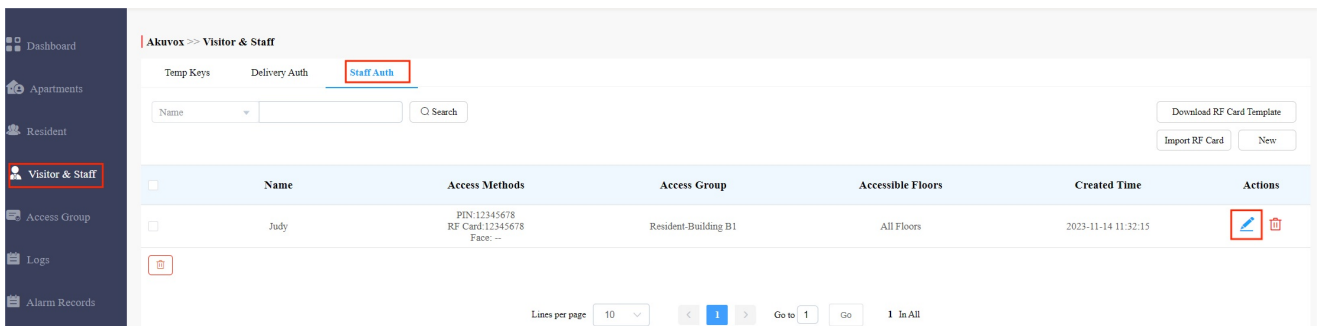 Dashboard
Apartments
Resident
Visitor & Staff
Access Group
Logs
Alarm Records
Akuvox >> Visitor & Staff
Temp Keys Delivery Auth Staff Auth
Name Search Download RF Card Template
Import RF Card New
Name Access Methods Access Group Accessible Floors Created Time Actions
PIN:12345678
RF Card:12345678
Face: --
Judy Resident-Building B1 All Floors 2023-11-14 11:32:15
Lines per page 10 < 1 > Go to 1 Go 1 In All